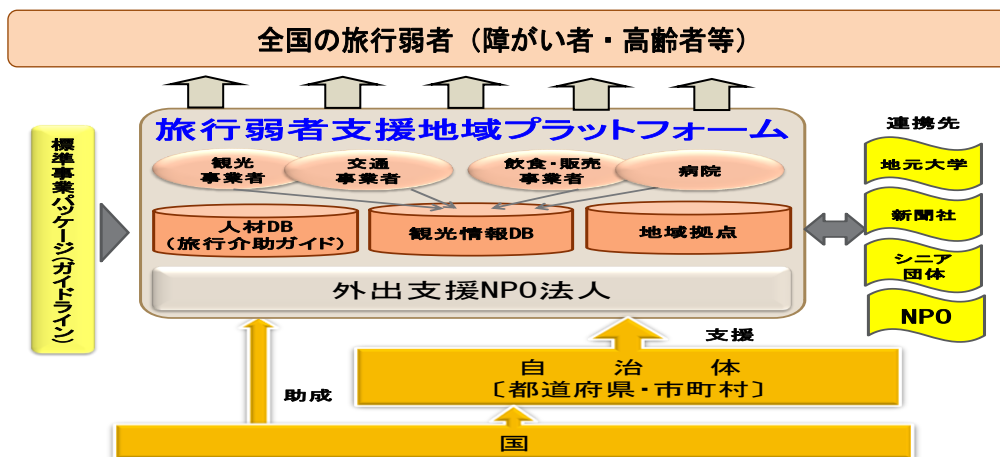 全国の旅行弱者（障がい者・高齢者等）
旅行弱者支援地域プラットフォーム
観光
事業者
交通
事業者
飲食・販売
事業者
病院
人材DB
（旅行介助ガイド）
観光情報DB
地域拠点
外出支援NPO法人
標準事業パッケージ（ガイドライン）
連携先
地元大学
新聞社
シニア
団体
NPO
支援
自治体
〔都道府県・市町村〕
助成
国